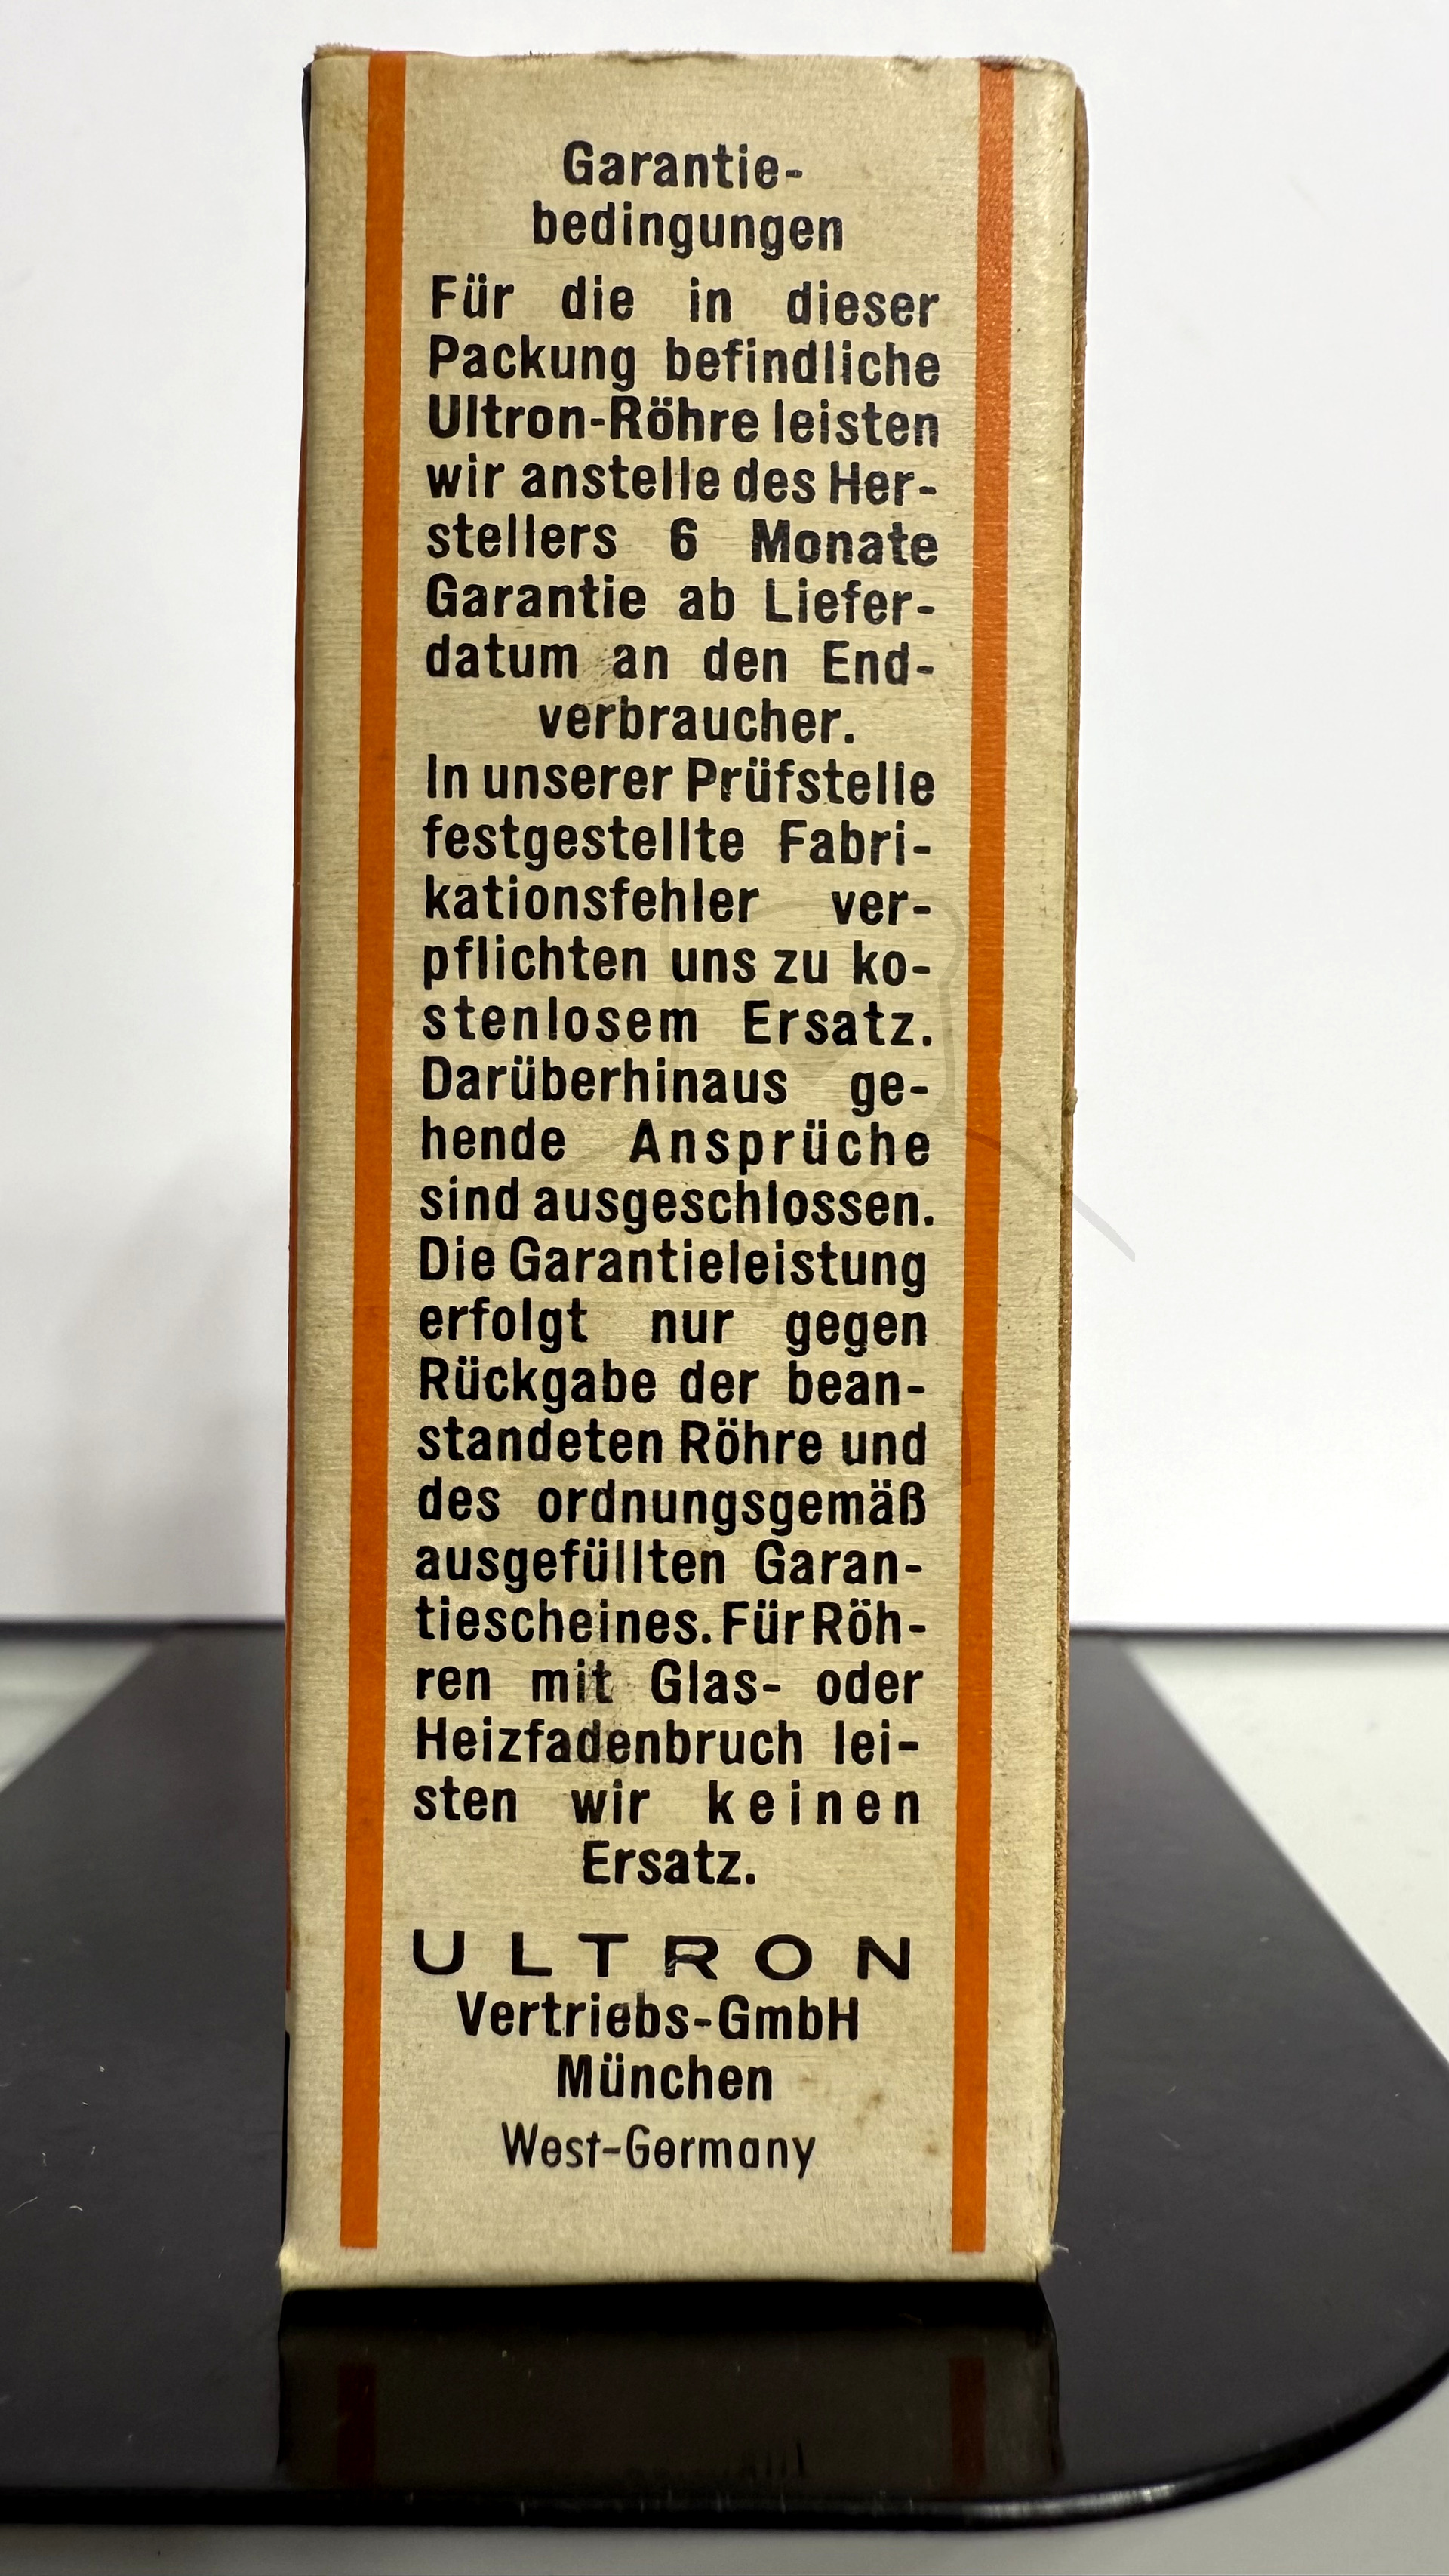 Garantie-
bedingungen
Für die in dieser
Packung befindliche
Ultron-Röhre leisten
wir anstelle des Her-
stellers 6 Monate
Garantie ab Liefer-
datum an den End-
verbraucher.
In unserer Prüfstelle
festgestellte Fabri-
kationsfehler ver-
pflichten uns zu ko-
stenlosem Ersatz.
Darüberhinaus ge-
hende Ansprüche
sind ausgeschlossen.
Die Garantieleistung
erfolgt nur gegen
Rückgabe der bean-
standeten Röhre und
des ordnungsgemäß
ausgefüllten Garan-
tiescheines. Für Röh-
ren mit Glas- oder
Heizfadenbruch lei-
sten wir keinen
Ersatz.
ULTRON
Vertriebs-GmbH
München
West-Germany